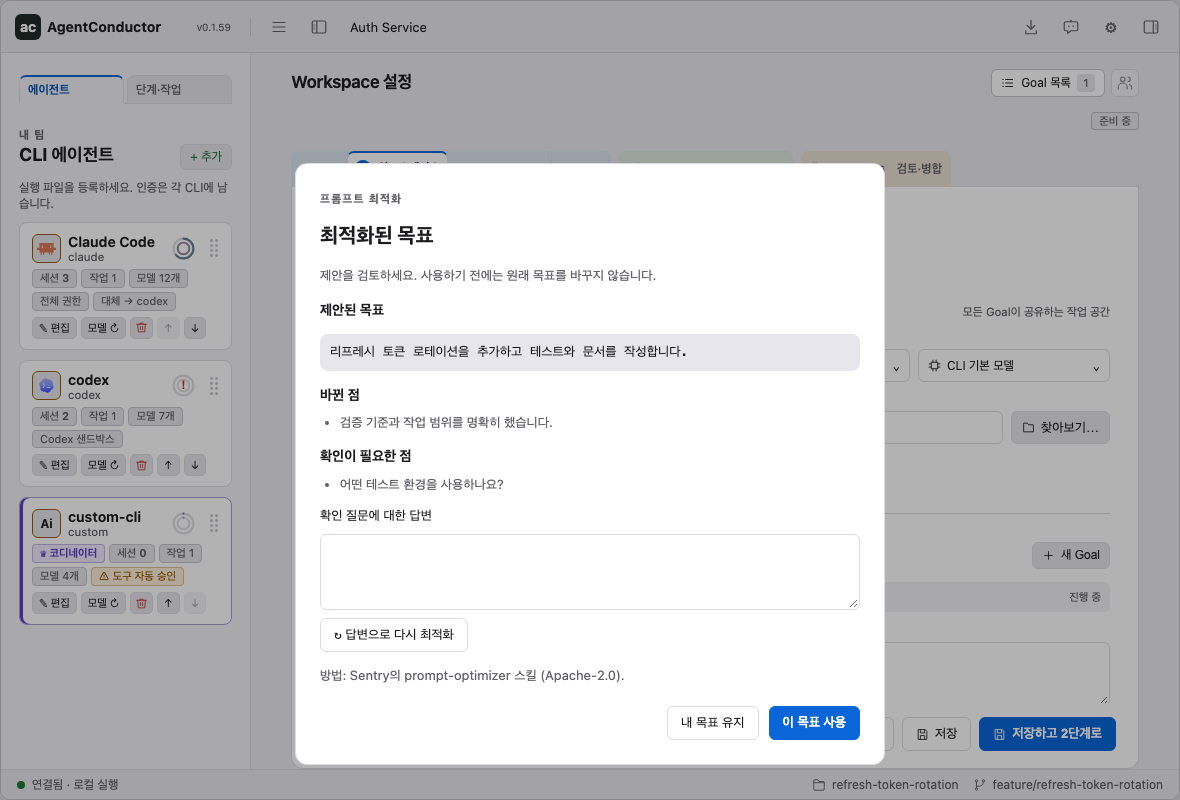 ac AgentConductor v0.1.59 Auth Service
에이전트 단계·작업
내 팀
CLI 에이전트
+ 추가
실행 파일을 등록하세요. 인증은 각 CLI에 남
습니다.
Claude Code
claude
세션 3 작업 1 모델 12개
전체 권한 대체 → codex
✎ 편집 모델 ↻ ↑ ↓
codex
codex
세션 2 작업 1 모델 7개
Codex 샌드박스
✎ 편집 모델 ↻ ↑ ↓
Ai custom-cli
custom
♛ 코디네이터 세션 0 작업 1
모델 4개 ⚠ 도구 자동 승인
✎ 편집 모델 ↻ ↑ ↓
Workspace 설정
Goal 목록 1
준비 중
검토·병합
모든 Goal이 공유하는 작업 공간
CLI 기본 모델
찾아보기...
+ 새 Goal
진행 중
저장
저장하고 2단계로
프롬프트 최적화
최적화된 목표
제안을 검토하세요. 사용하기 전에는 원래 목표를 바꾸지 않습니다.
제안된 목표
리프레시 토큰 로테이션을 추가하고 테스트와 문서를 작성합니다.
바뀐 점
• 검증 기준과 작업 범위를 명확히 했습니다.
확인이 필요한 점
• 어떤 테스트 환경을 사용하나요?
확인 질문에 대한 답변
↻ 답변으로 다시 최적화
방법: Sentry의 prompt-optimizer 스킬 (Apache-2.0).
내 목표 유지
이 목표 사용
연결됨 · 로컬 실행
refresh-token-rotation
feature/refresh-token-rotation